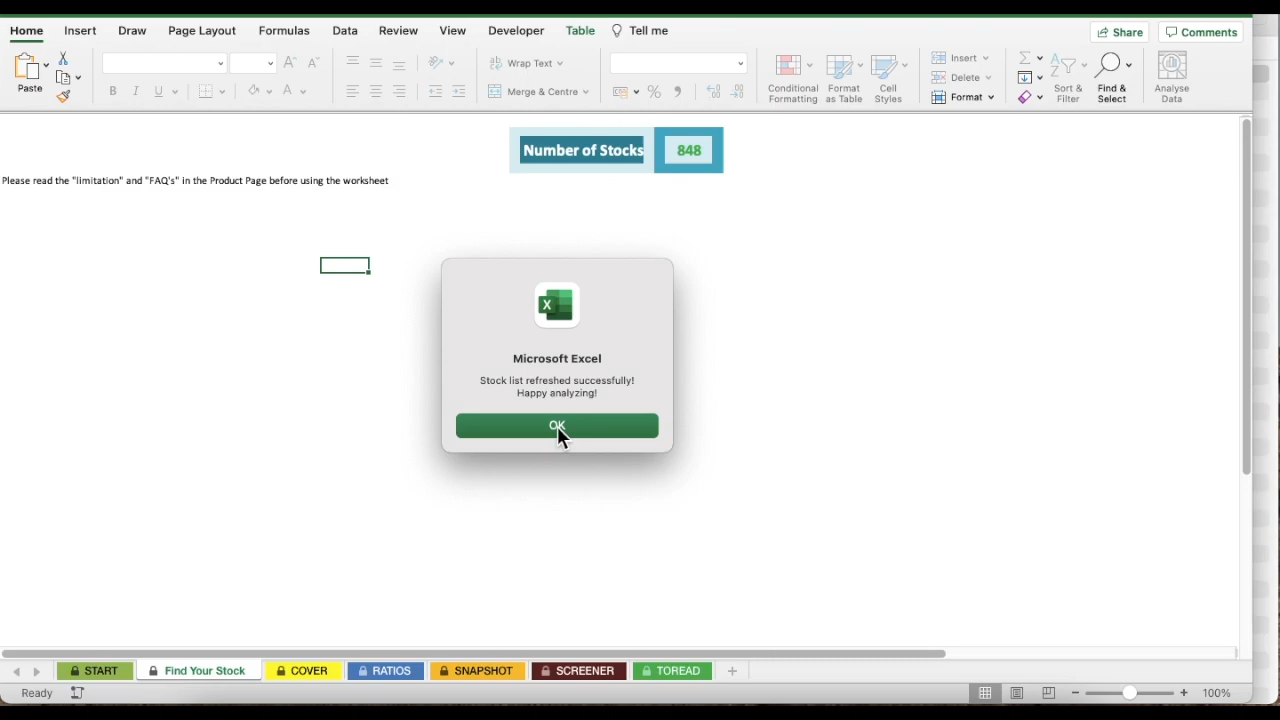 Home Insert Draw Page Layout Formulas Data Review View Developer Table Tell me Share Comments
Paste
Wrap Text
Merge & Centre
Conditional Formatting
Format as Table
Cell Styles
Insert
Delete
Format
Sort & Filter
Find & Select
Analyse Data
Number of Stocks 848
Please read the "limitation" and "FAQ's" in the Product Page before using the worksheet
Microsoft Excel
Stock list refreshed successfully!
Happy analyzing!
OK
START Find Your Stock COVER RATIOS SNAPSHOT SCREENER TOREAD
Ready 100%